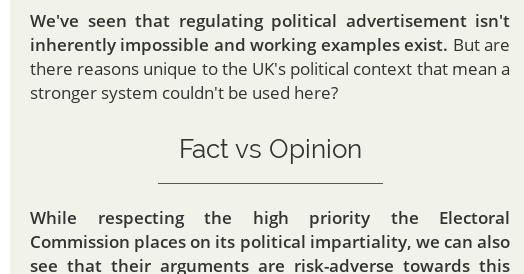 We've seen that regulating political advertisement isn't
inherently impossible and working examples exist. But are
there reasons unique to the UK's political context that mean a
stronger system couldn't be used here?
Fact vs Opinion
While respecting the high priority the Electoral
Commission places on its political impartiality, we can also
see that their arguments are risk-adverse towards this